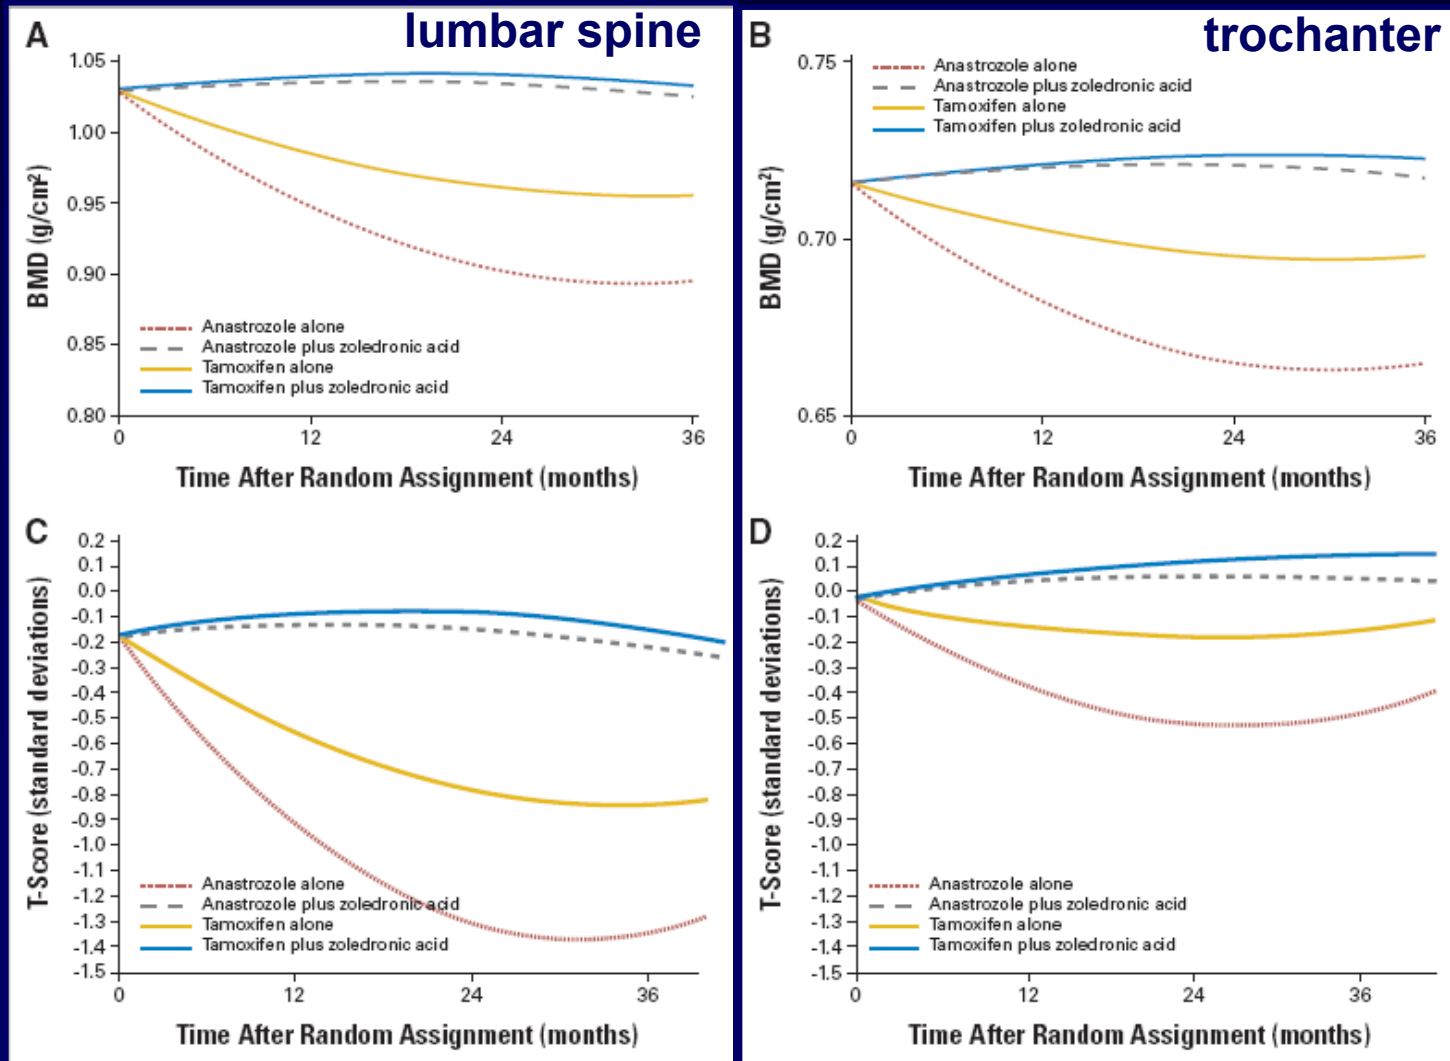 A
lumbar spine
1.05
1.00
0.95
0.90
0.85
0.80
BMD (g/cm²)
Anastrozole alone
Anastrozole plus zoledronic acid
Tamoxifen alone
Tamoxifen plus zoledronic acid
0
12
24
36
Time After Random Assignment (months)
B
trochanter
0.75
0.70
0.65
BMD (g/cm²)
Anastrozole alone
Anastrozole plus zoledronic acid
Tamoxifen alone
Tamoxifen plus zoledronic acid
0
12
24
36
Time After Random Assignment (months)
C
0.2
0.1
0.0
-0.1
-0.2
-0.3
-0.4
-0.5
-0.6
-0.7
-0.8
-0.9
-1.0
-1.1
-1.2
-1.3
-1.4
-1.5
T-Score (standard deviations)
Anastrozole alone
Anastrozole plus zoledronic acid
Tamoxifen alone
Tamoxifen plus zoledronic acid
0
12
24
36
Time After Random Assignment (months)
D
0.2
0.1
0.0
-0.1
-0.2
-0.3
-0.4
-0.5
-0.6
-0.7
-0.8
-0.9
-1.0
-1.1
-1.2
-1.3
-1.4
-1.5
T-Score (standard deviations)
Anastrozole alone
Anastrozole plus zoledronic acid
Tamoxifen alone
Tamoxifen plus zoledronic acid
0
12
24
36
Time After Random Assignment (months)